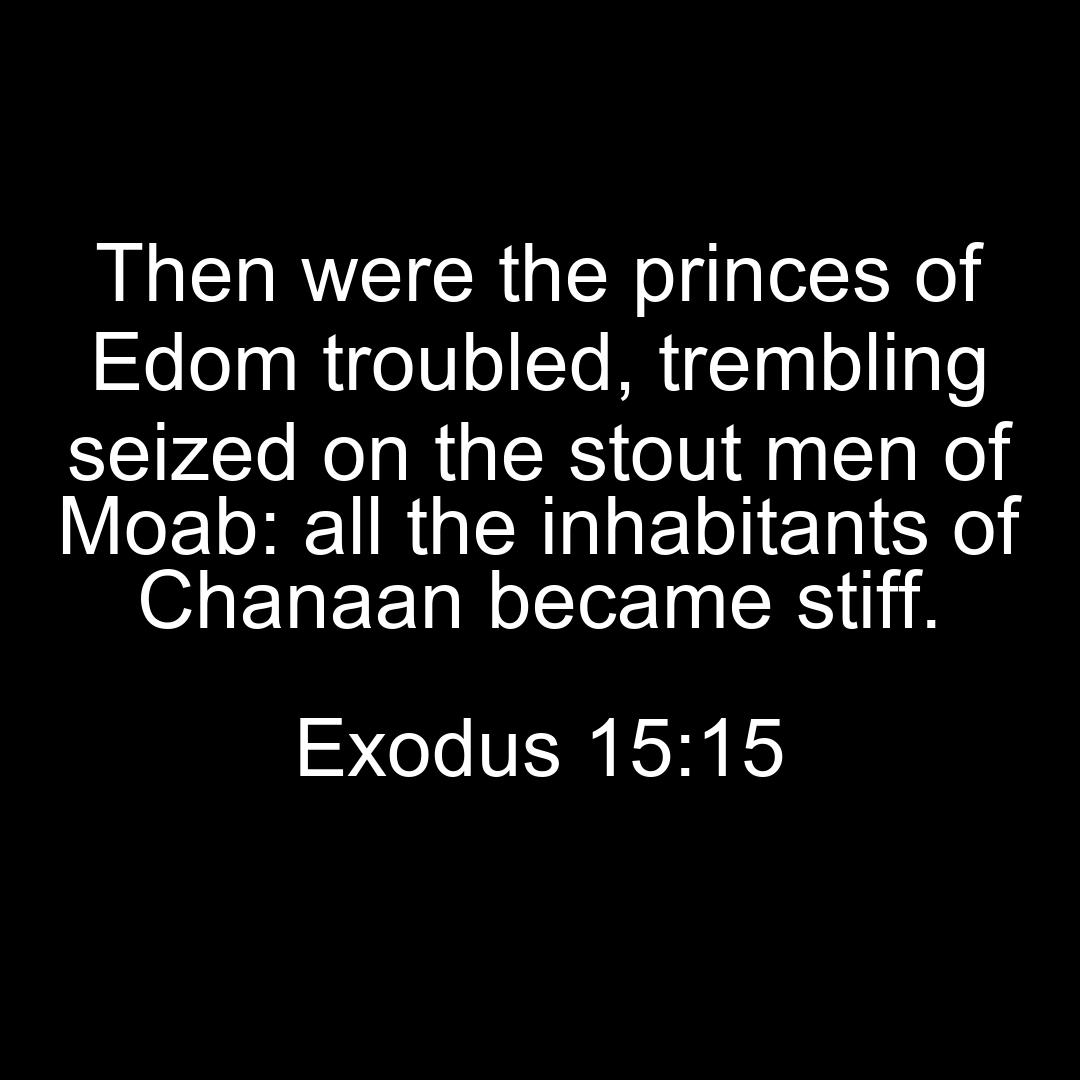 Then were the princes of
Edom troubled, trembling
seized on the stout men of
Moab: all the inhabitants of
Chanaan became stiff.
Exodus 15:15